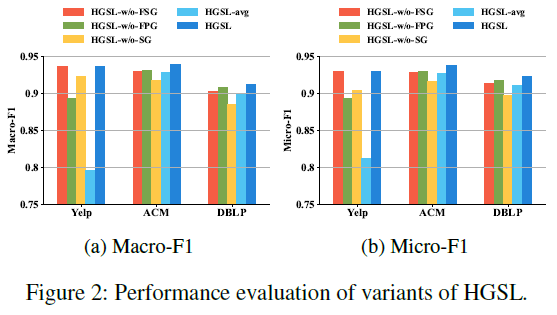 HGSL-w/o-FSG HGSL-avg
HGSL-w/o-FPG HGSL
HGSL-w/o-SG
0.95
0.9
0.85
0.8
0.75
Macro-F1
Yelp ACM DBLP
(a) Macro-F1
HGSL-w/o-FSG HGSL-avg
HGSL-w/o-FPG HGSL
HGSL-w/o-SG
0.95
0.9
0.85
0.8
0.75
Micro-F1
Yelp ACM DBLP
(b) Micro-F1
Figure 2: Performance evaluation of variants of HGSL.